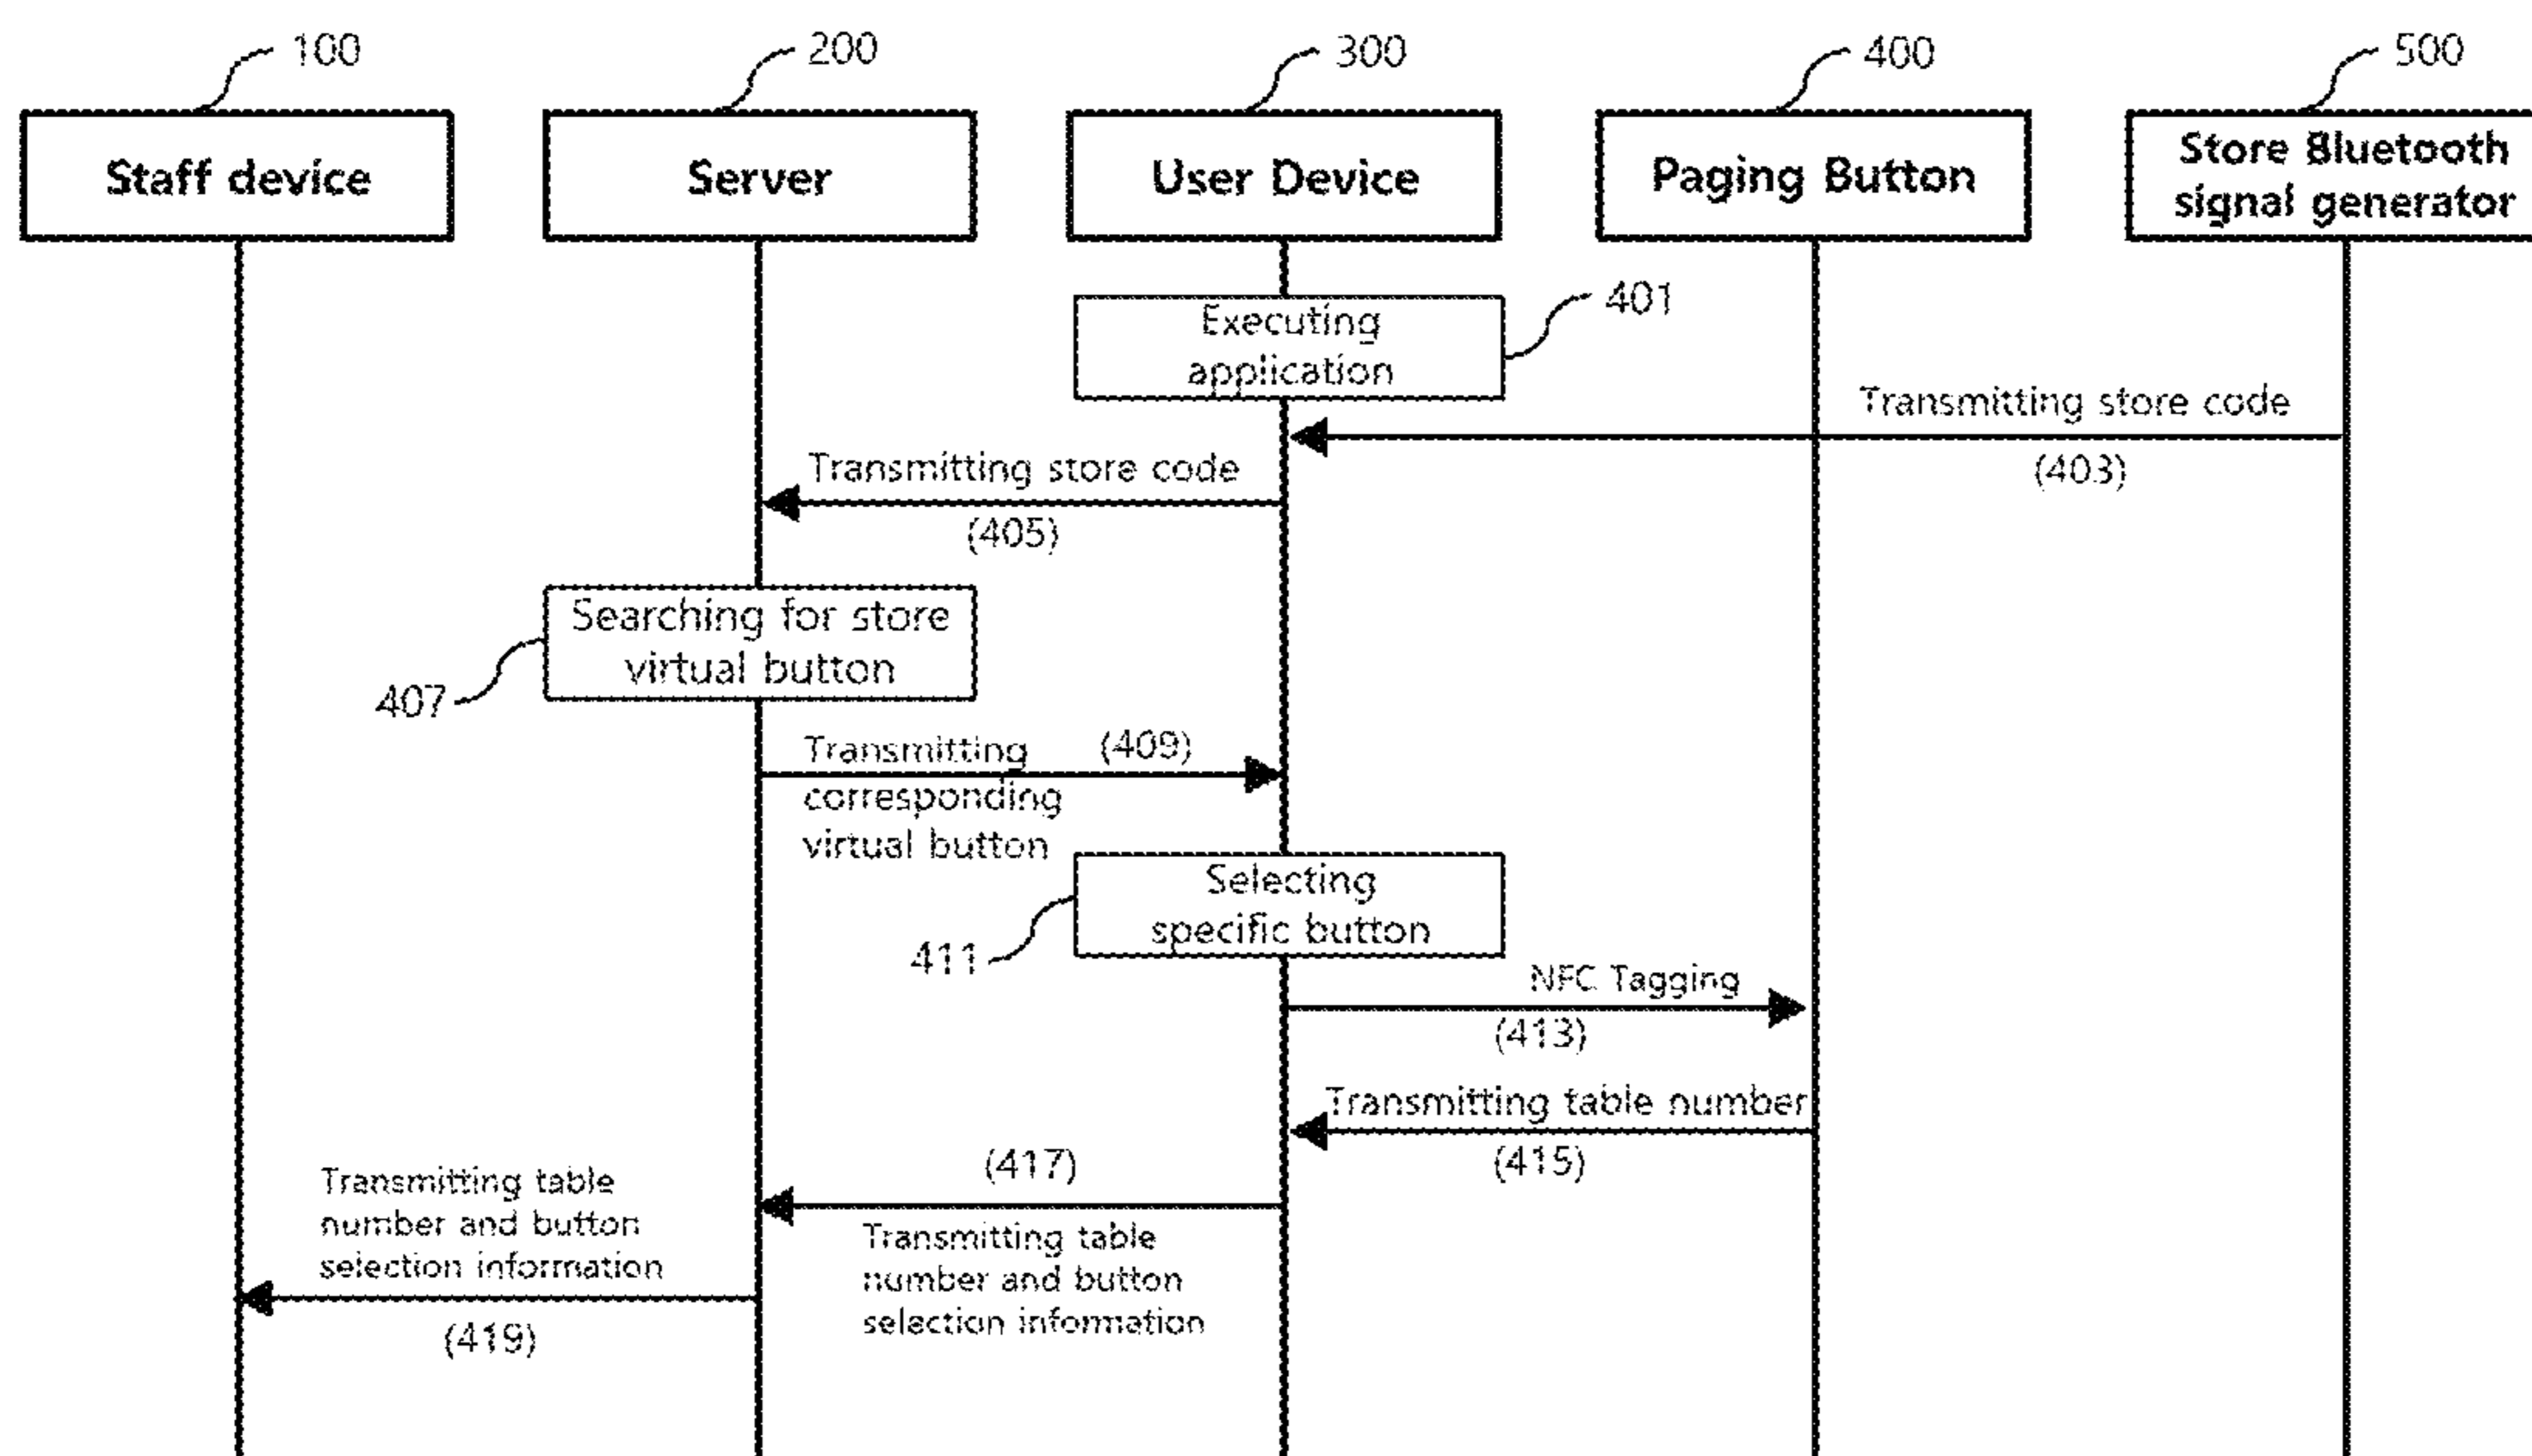 100
200
300
400
500
Staff device
Server
User Device
Paging Button
Store Bluetooth
signal generator
401
Executing
application
Transmitting store code
(403)
Transmitting store code
(405)
Searching for store
virtual button
407
Transmitting
(409)
corresponding
virtual button
Selecting
specific button
411
NFC Tagging
(413)
Transmitting table number
(415)
(417)
Transmitting table
number and button
selection information
Transmitting table
number and button
selection information
(419)